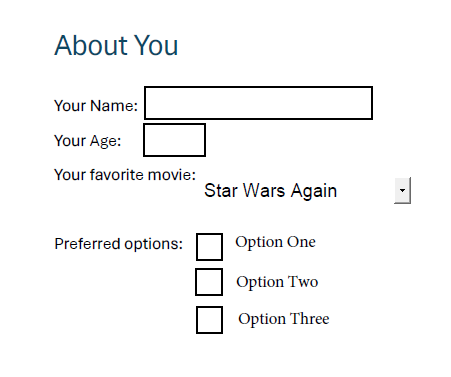 About You
Your Name:
Your Age:
Your favorite movie:
Star Wars Again
Preferred options:
Option One
Option Two
Option Three